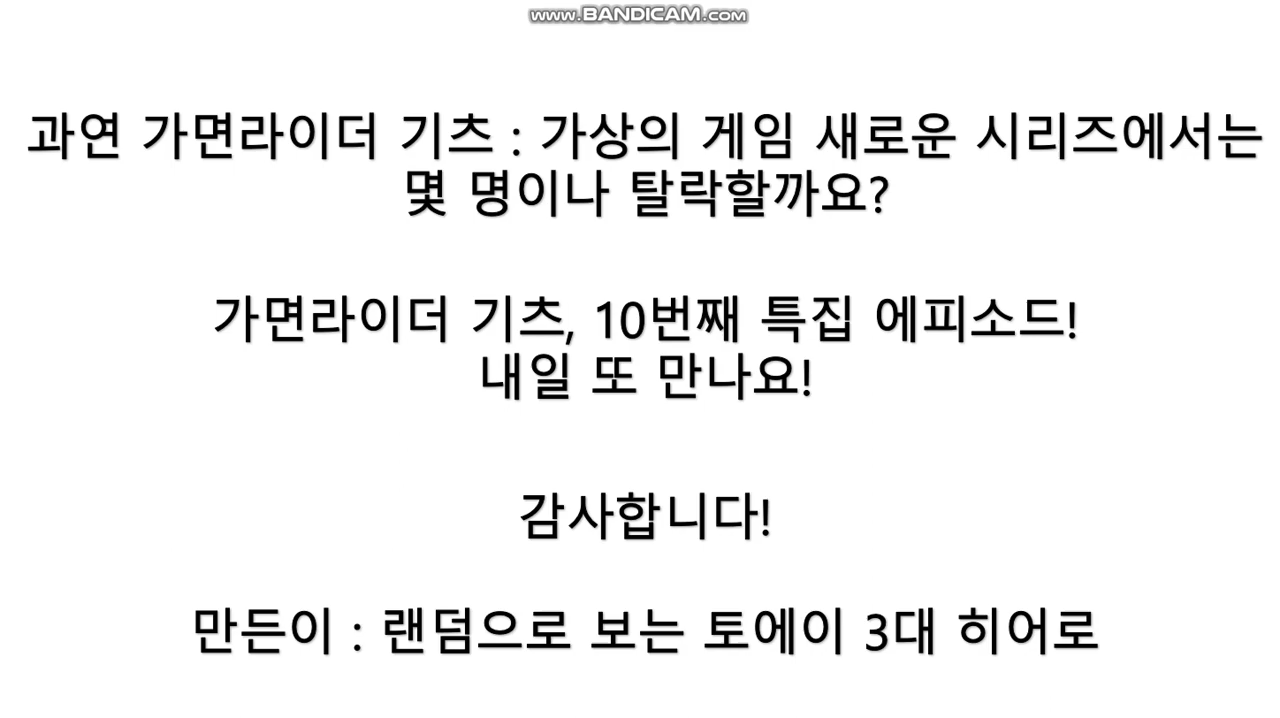 www.BANDICAM.com
과연 가면라이더 기츠 : 가상의 게임 새로운 시리즈에서는
몇 명이나 탈락할까요?
가면라이더 기츠, 10번째 특집 에피소드!
내일 또 만나요!
감사합니다!
만든이 : 랜덤으로 보는 토에이 3대 히어로